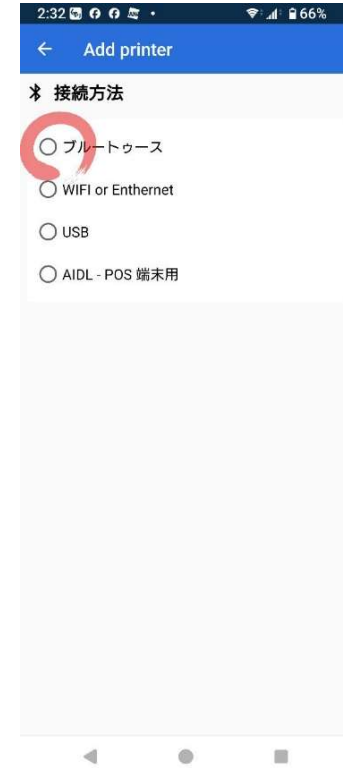 2:32 66%
Add printer
接続方法
ブルートゥース
WIFI or Enthernet
USB
AIDL - POS 端末用